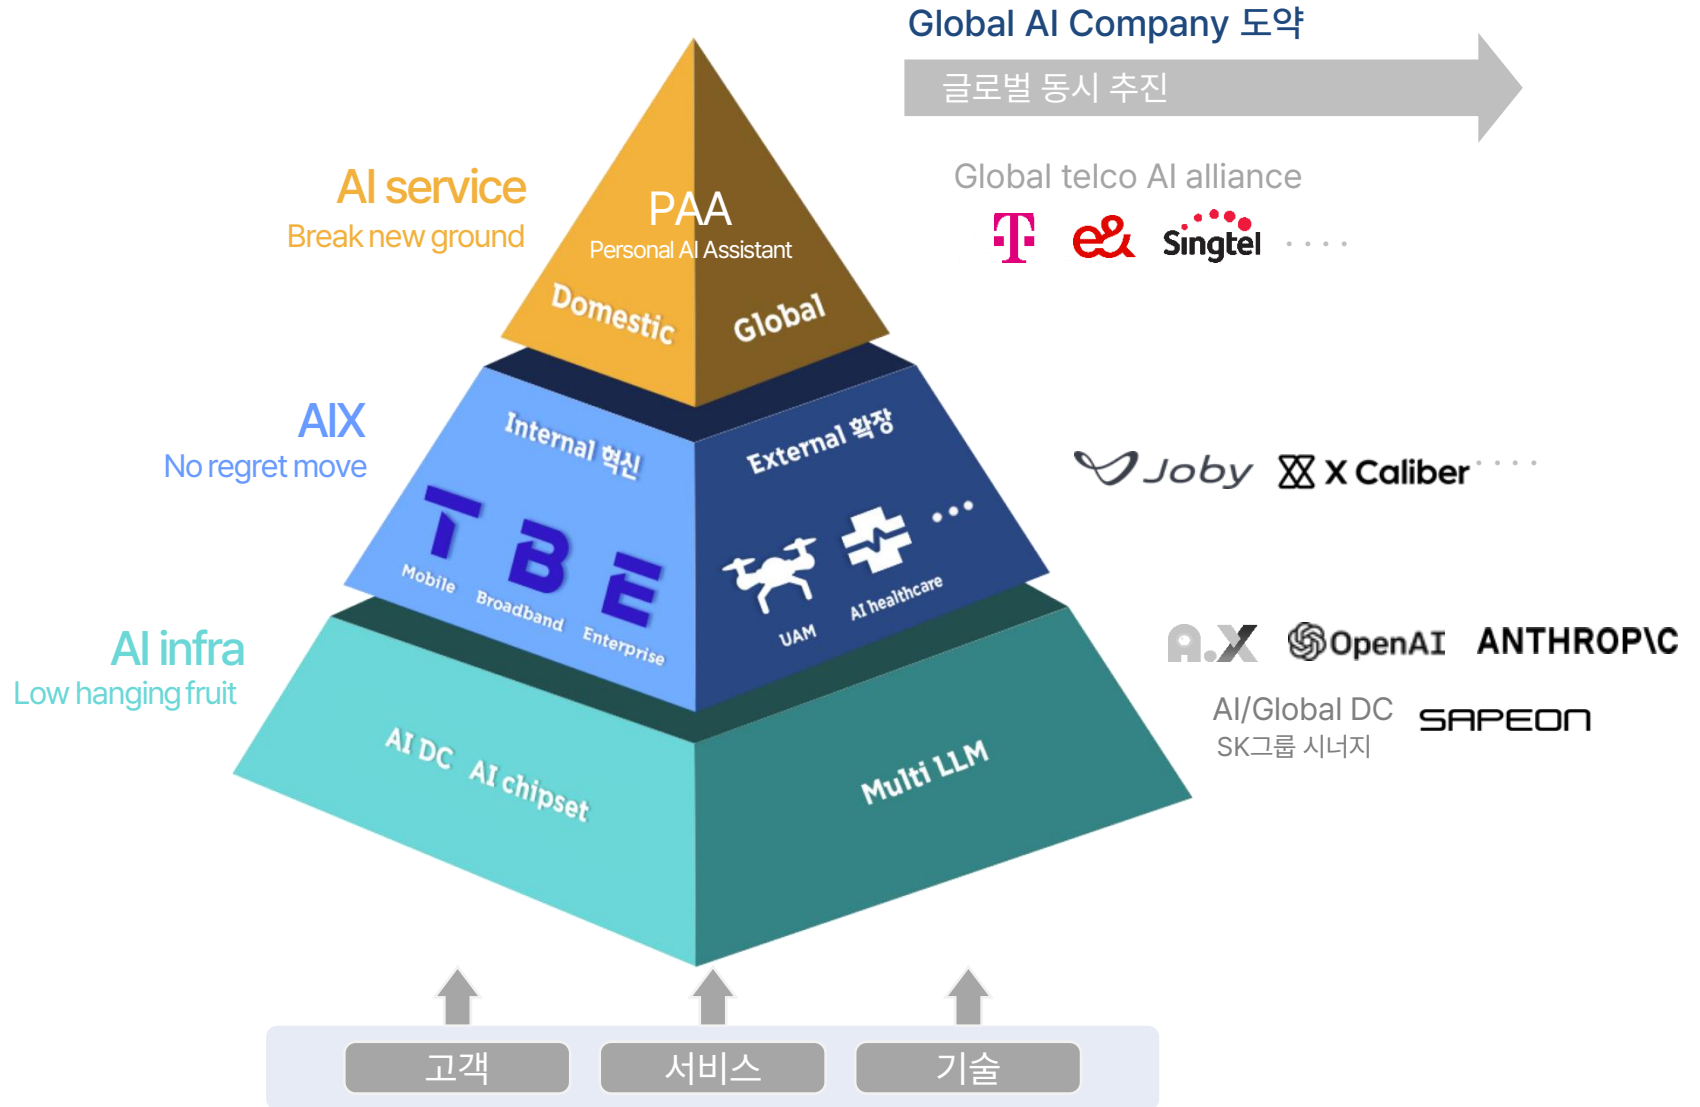 Global AI Company 도약
글로벌 동시 추진
Global telco AI alliance
T e& Singtel ····
AI service
Break new ground
PAA
Personal AI Assistant
Domestic Global
AIX
No regret move
Internal 혁신
External 확장
T B E
Mobile Broadband Enterprise
UAM AI healthcare
Joby X Caliber ····
AI infra
Low hanging fruit
AI DC AI chipset
Multi LLM
A.X OpenAI ANTHROP\C
AI/Global DC SAPEON
SK그룹 시너지
고객 서비스 기술